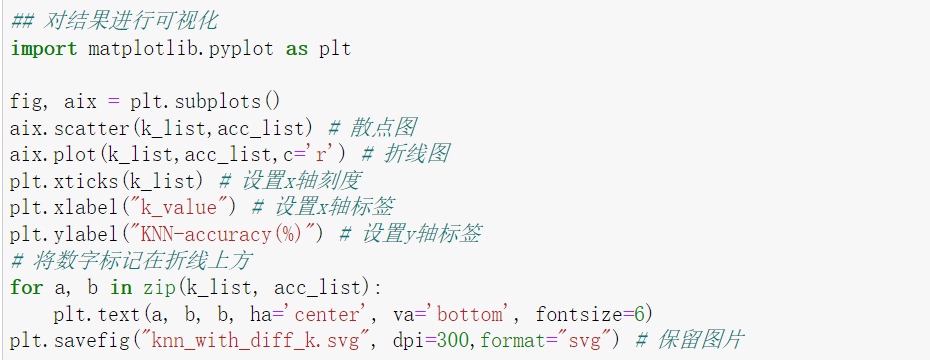 ## 对结果进行可视化
import matplotlib.pyplot as plt
fig, aix = plt.subplots()
aix.scatter(k_list,acc_list) # 散点图
aix.plot(k_list,acc_list,c='r') # 折线图
plt.xticks(k_list) # 设置x轴刻度
plt.xlabel("k_value") # 设置x轴标签
plt.ylabel("KNN-accuracy(%)") # 设置y轴标签
# 将数字标记在折线上方
for a, b in zip(k_list, acc_list):
    plt.text(a, b, b, ha='center', va='bottom', fontsize=6)
plt.savefig("knn_with_diff_k.svg", dpi=300,format="svg") # 保留图片